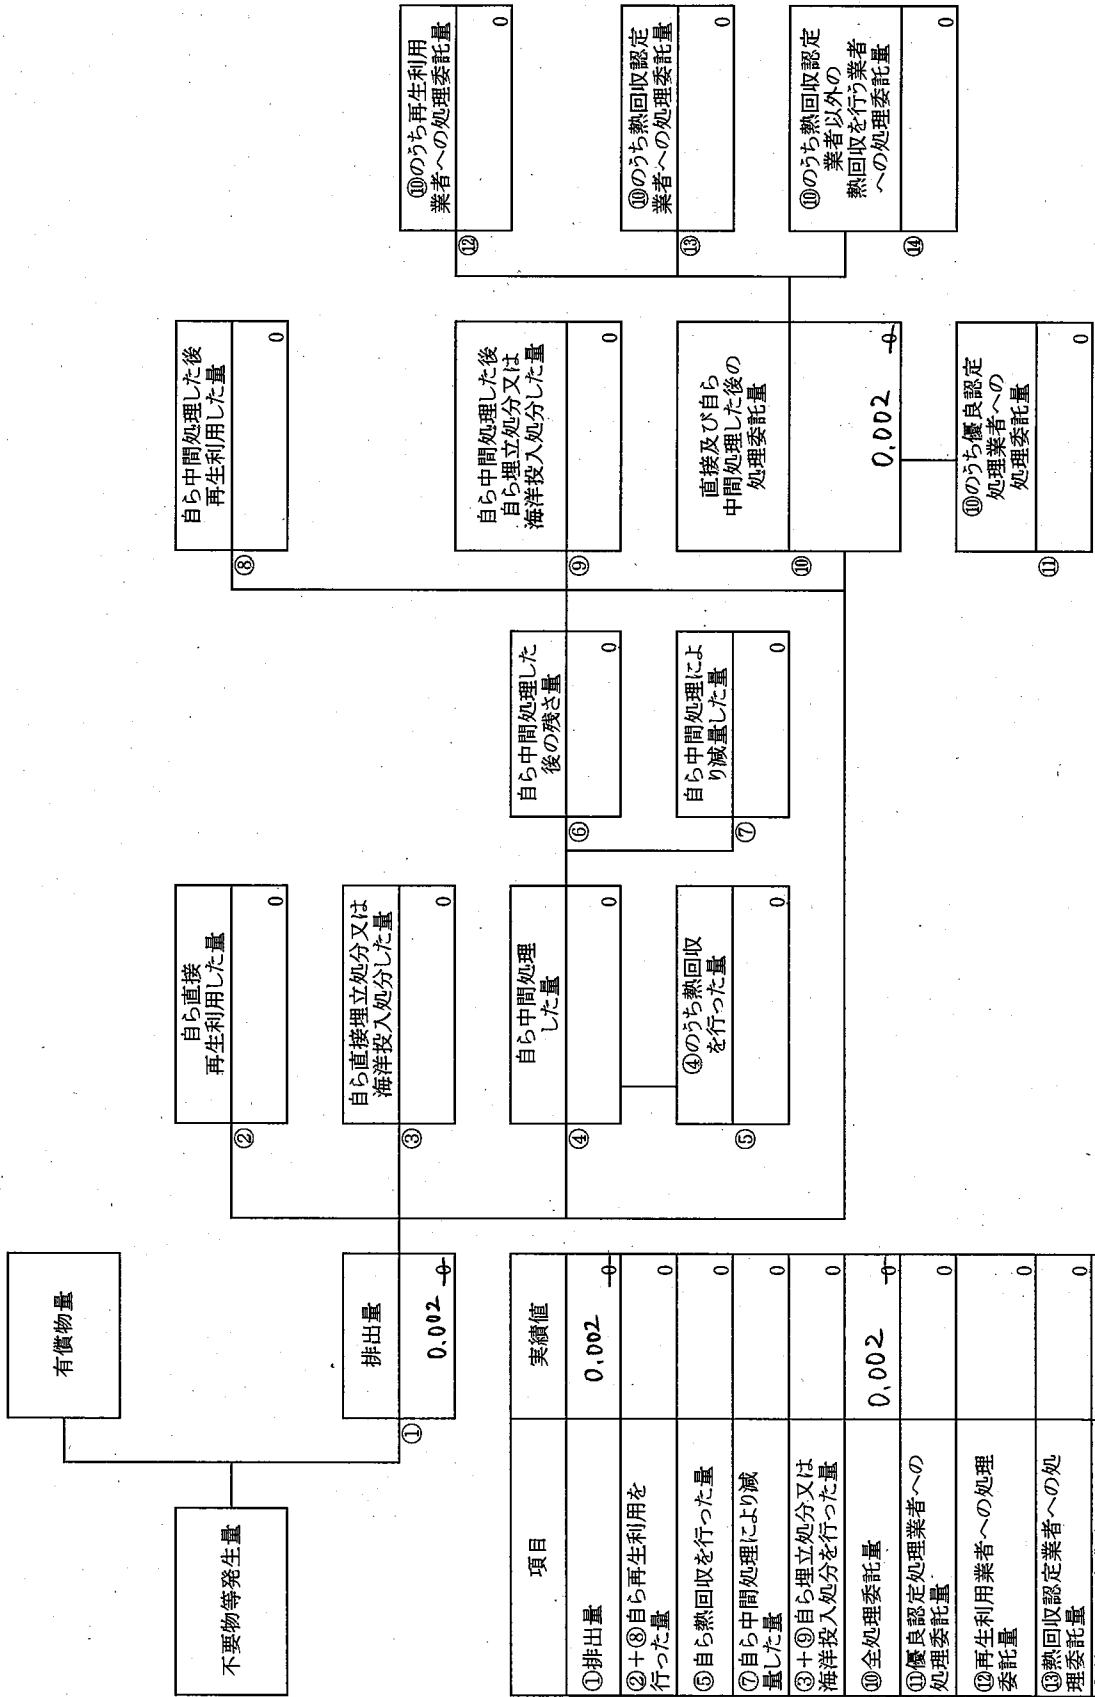 不要物等発生量
有償物量
排出量
①
0.002 0
自ら直接
再生利用した量
②
0
自ら直接埋立処分又は
海洋投入処分した量
③
0
自ら中間処理
した量
④
0
④のうち熱回収
を行った量
⑤
0
自ら中間処理した
後の残さ量
⑥
0
自ら中間処理によ
り減量した量
⑦
0
自ら中間処理した後
再生利用した量
⑧
0
自ら中間処理した後
自ら埋立処分又は
海洋投入処分した量
⑨
0
直接及び自ら
中間処理した後の
処理委託量
⑩
0.002 0
⑩のうち優良認定
処理業者への
処理委託量
⑪
0
⑩のうち再生利用
業者への処理委託量
⑫
0
⑩のうち熱回収認定
業者への処理委託量
⑬
0
⑩のうち熱回収認定
業者以外の
熱回収を行う業者
への処理委託量
⑭
0
項目 実績値
①排出量 0.002 0
②+⑧自ら再生利用を
行った量 0
⑤自ら熱回収を行った量 0
⑦自ら中間処理により減
量した量 0
③+⑨自ら埋立処分又は
海洋投入処分を行った量 0
⑩全処理委託量 0.002 0
⑪優良認定処理業者への
処理委託量 0
⑫再生利用業者への処理
委託量 0
⑬熱回収認定業者への処
理委託量 0